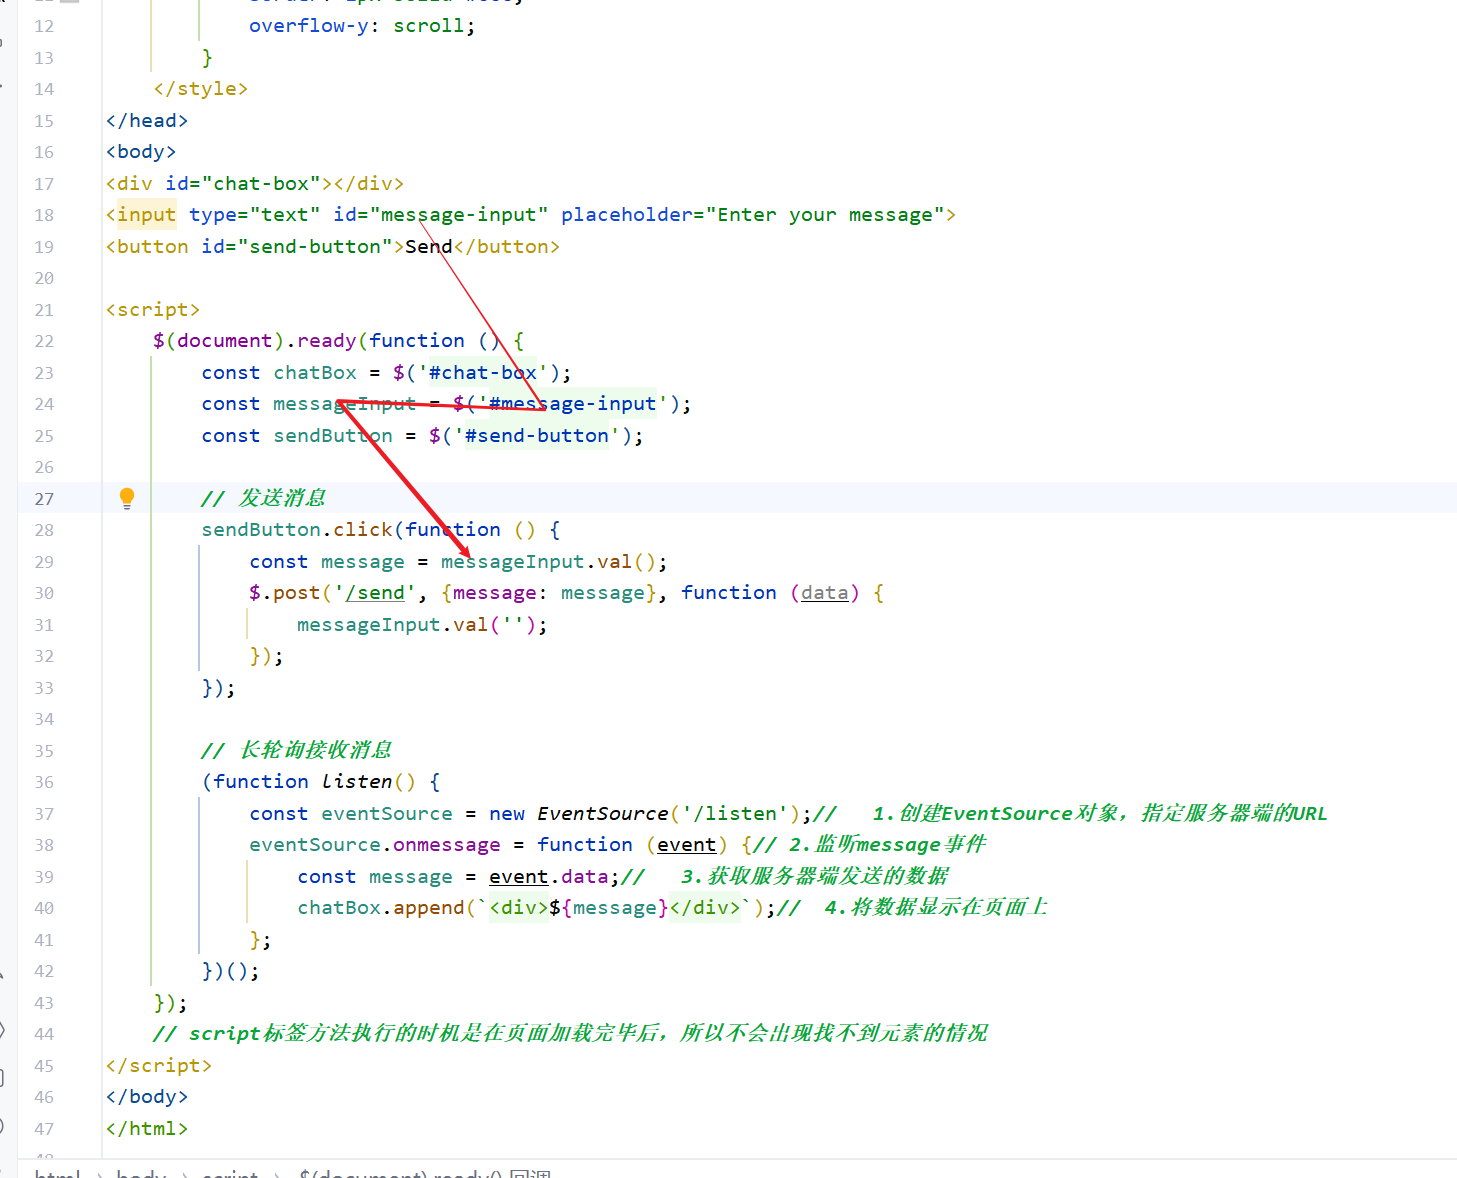 12 overflow-y: scroll;
13 }
14 </style>
15 </head>
16 <body>
17 <div id="chat-box"></div>
18 <input type="text" id="message-input" placeholder="Enter your message">
19 <button id="send-button">Send</button>
20
21 <script>
22 $(document).ready(function () {
23 const chatBox = $('#chat-box');
24 const messageInput = $('#message-input');
25 const sendButton = $('#send-button');
26
27 // 发送消息
28 sendButton.click(function () {
29 const message = messageInput.val();
30 $.post('/send', {message: message}, function (data) {
31 messageInput.val('');
32 });
33 });
34
35 // 长轮询接收消息
36 (function listen() {
37 const eventSource = new EventSource('/listen');//   1.创建EventSource对象，指定服务器端的URL
38 eventSource.onmessage = function (event) {// 2.监听message事件
39 const message = event.data;//   3.获取服务器端发送的数据
40 chatBox.append(`<div>${message}</div>`);//  4.将数据显示在页面上
41 };
42 })();
43 });
44 // script标签方法执行的时机是在页面加载完毕后，所以不会出现找不到元素的情况
45 </script>
46 </body>
47 </html>
html > body > script > $(document).ready() 回调